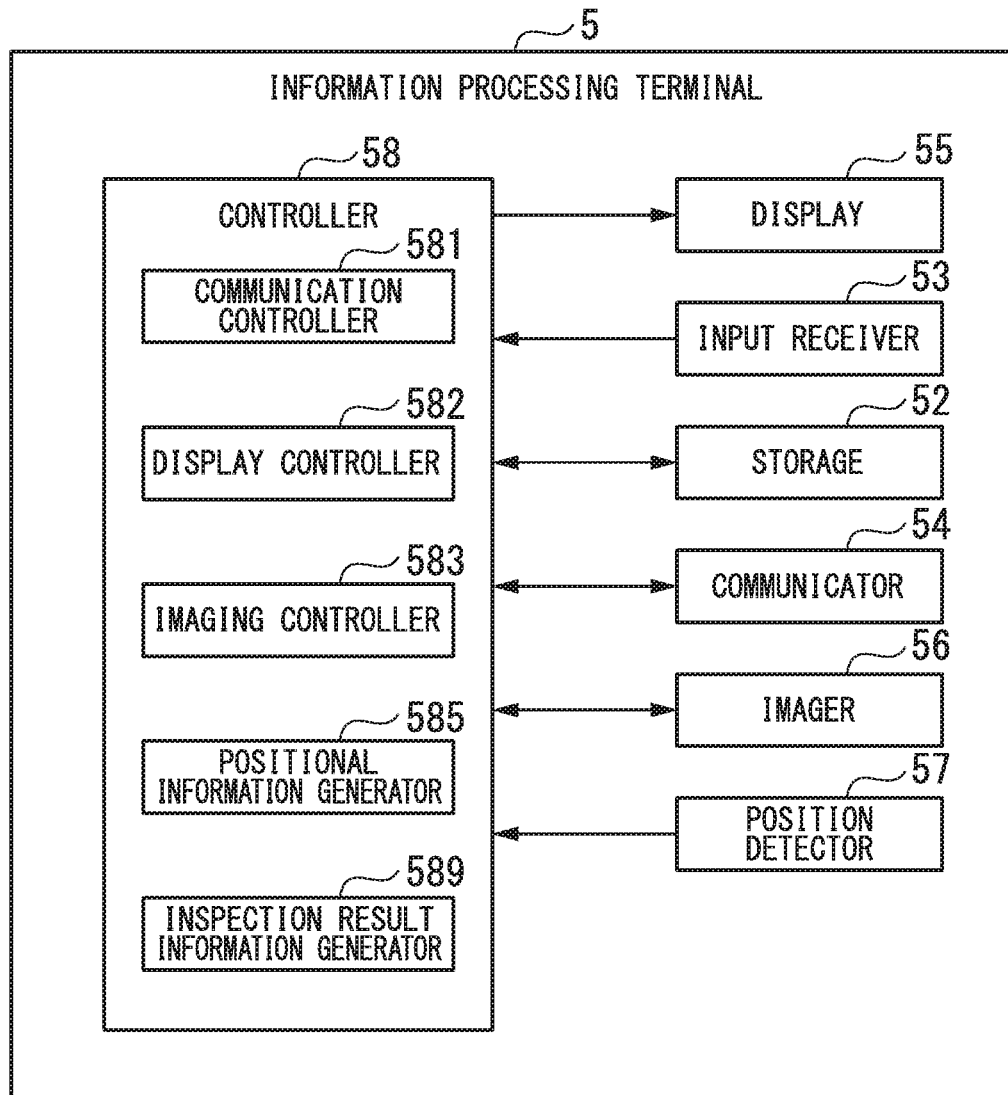 5
INFORMATION PROCESSING TERMINAL
58
CONTROLLER
581
COMMUNICATION
CONTROLLER
582
DISPLAY CONTROLLER
583
IMAGING CONTROLLER
585
POSITIONAL
INFORMATION GENERATOR
589
INSPECTION RESULT
INFORMATION GENERATOR
55
DISPLAY
53
INPUT RECEIVER
52
STORAGE
54
COMMUNICATOR
56
IMAGER
57
POSITION
DETECTOR